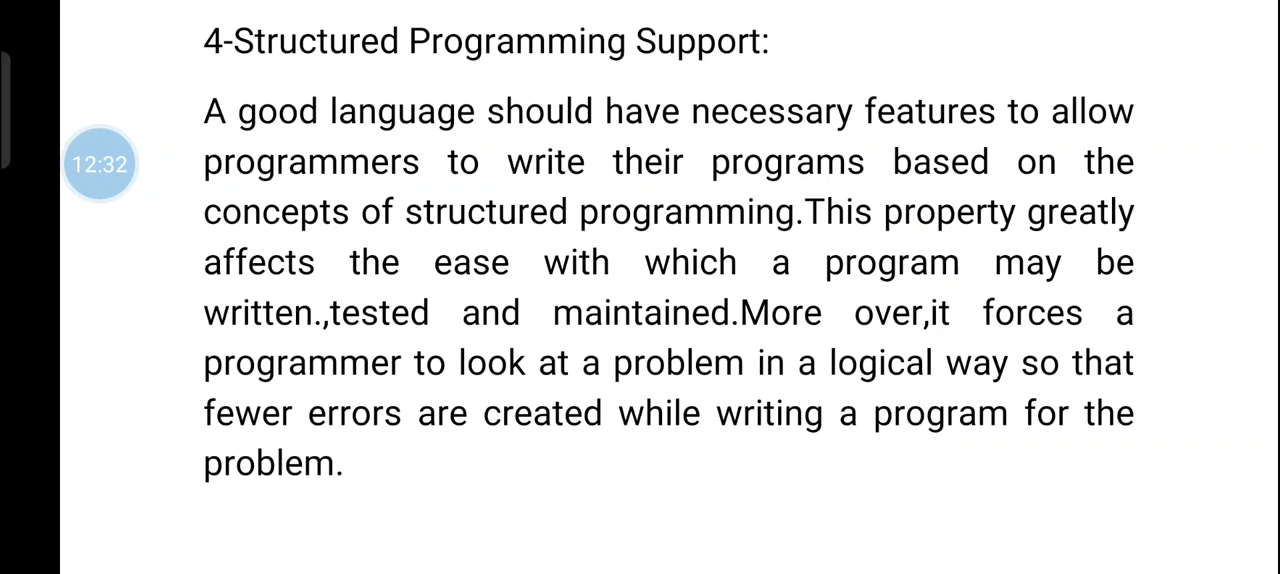 4-Structured Programming Support:
A good language should have necessary features to allow
12:32
programmers to write their programs based on the
concepts of structured programming.This property greatly
affects the ease with which a program may be
written.,tested and maintained.More over,it forces a
programmer to look at a problem in a logical way so that
fewer errors are created while writing a program for the
problem.